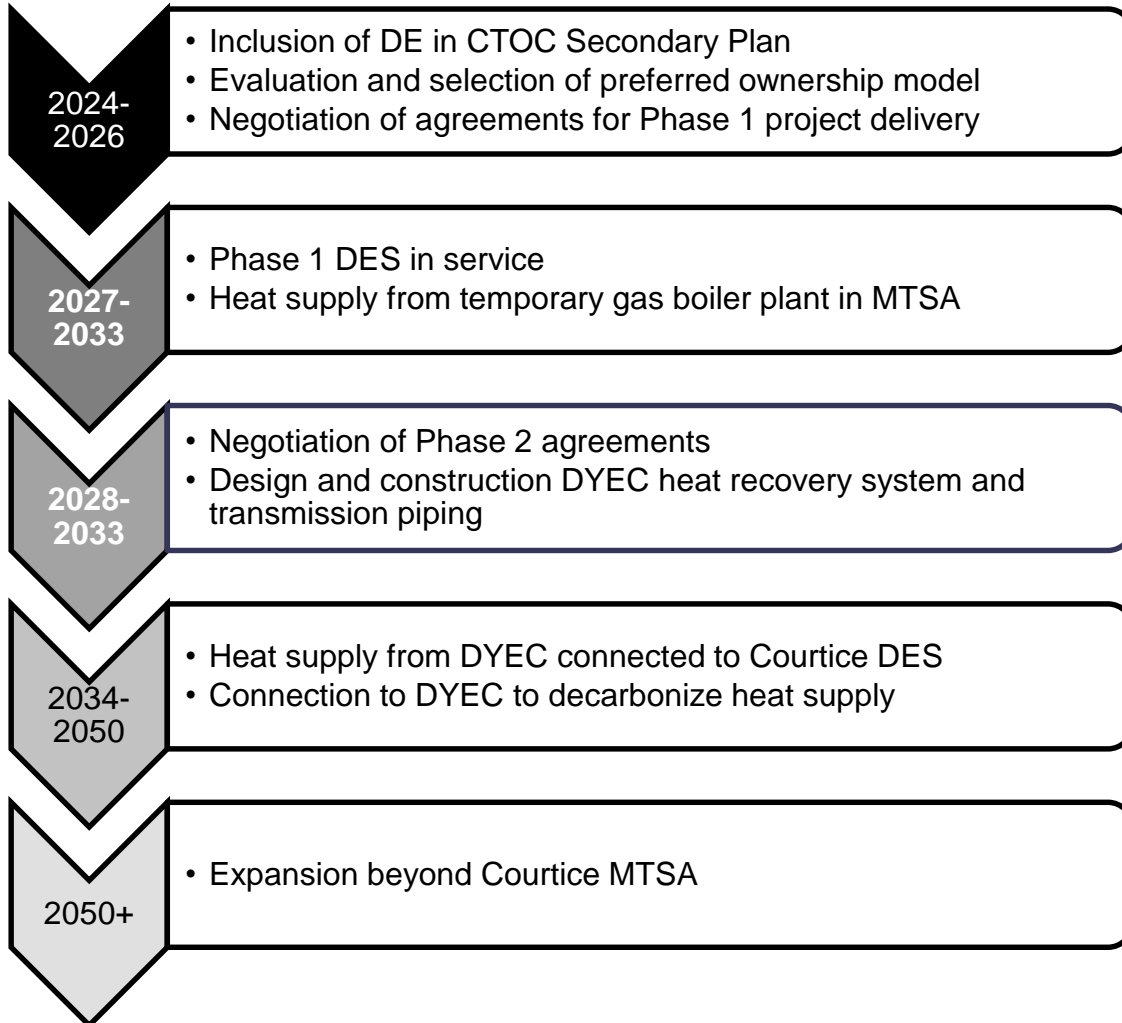 2024-
2026
• Inclusion of DE in CTOC Secondary Plan
• Evaluation and selection of preferred ownership model
• Negotiation of agreements for Phase 1 project delivery
2027-
2033
• Phase 1 DES in service
• Heat supply from temporary gas boiler plant in MTSA
2028-
2033
• Negotiation of Phase 2 agreements
• Design and construction DYEC heat recovery system and
transmission piping
2034-
2050
• Heat supply from DYEC connected to Courtice DES
• Connection to DYEC to decarbonize heat supply
2050+
• Expansion beyond Courtice MTSA